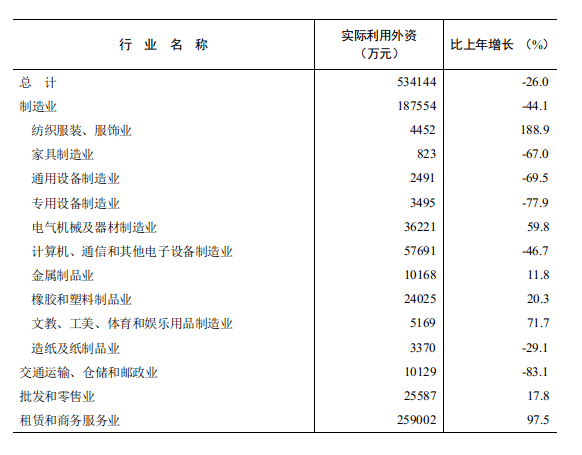 行 业 名 称 实际利用外资（万元） 比上年增长 （%）
总 计 534144 -26.0
制造业 187554 -44.1
纺织服装、服饰业 4452 188.9
家具制造业 823 -67.0
通用设备制造业 2491 -69.5
专用设备制造业 3495 -77.9
电气机械及器材制造业 36221 59.8
计算机、通信和其他电子设备制造业 57691 -46.7
金属制品业 10168 11.8
橡胶和塑料制品业 24025 20.3
文教、工美、体育和娱乐用品制造业 5169 71.7
造纸及纸制品业 3370 -29.1
交通运输、仓储和邮政业 10129 -83.1
批发和零售业 25587 17.8
租赁和商务服务业 259002 97.5